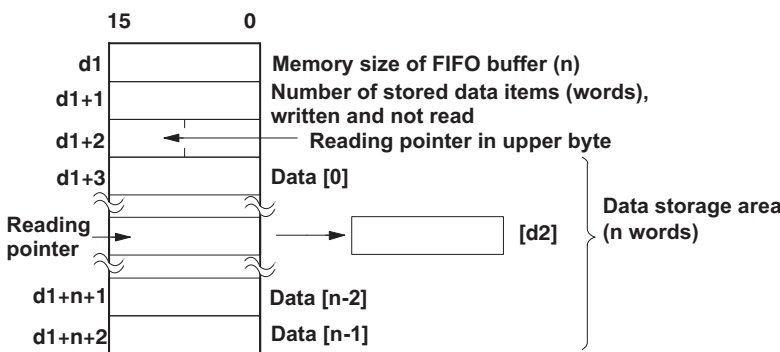 15 0
d1 Memory size of FIFO buffer (n)
d1+1 Number of stored data items (words),
written and not read
d1+2 Reading pointer in upper byte
d1+3 Data [0]
Reading
pointer
[d2]
Data storage area
(n words)
d1+n+1 Data [n-2]
d1+n+2 Data [n-1]